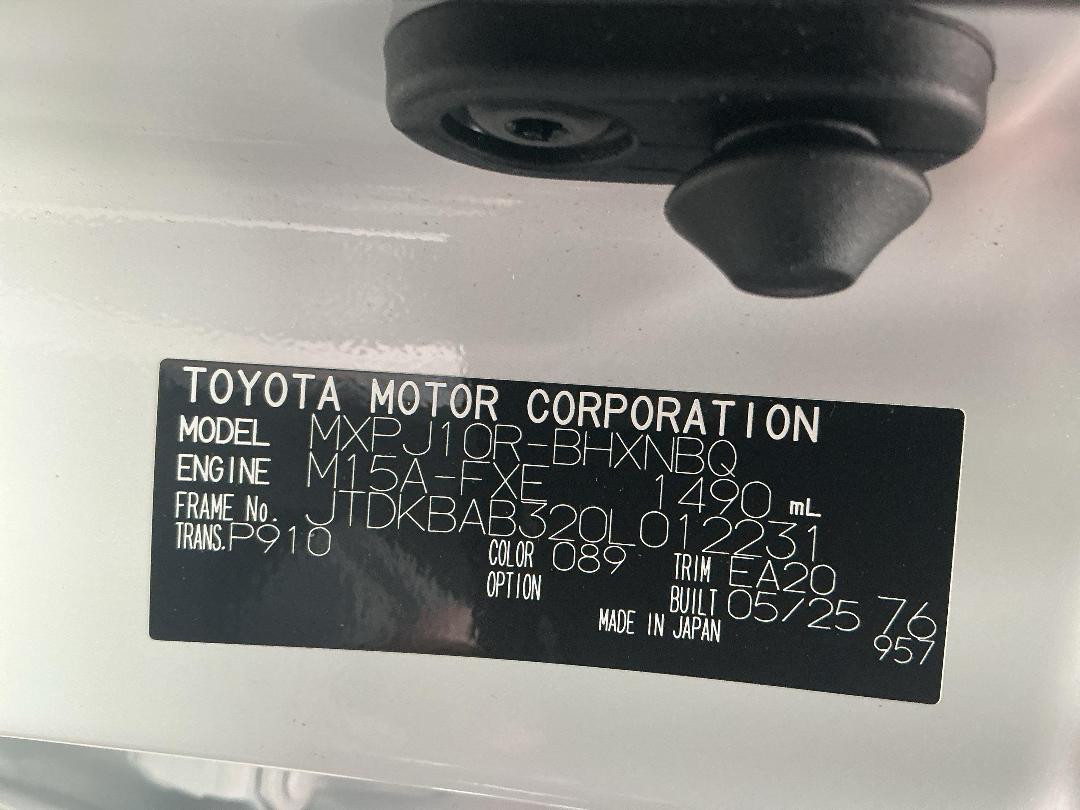 TOYOTA MOTOR CORPORATION
MODEL MXPJ10R-BHXNBQ
ENGINE M15A-FXE 1490 mL
FRAME No. JTDKBAB320L012231
TRANS. P910 COLOR 089 TRIM EA20
OPTION BUILT 05/25 76
MADE IN JAPAN 957